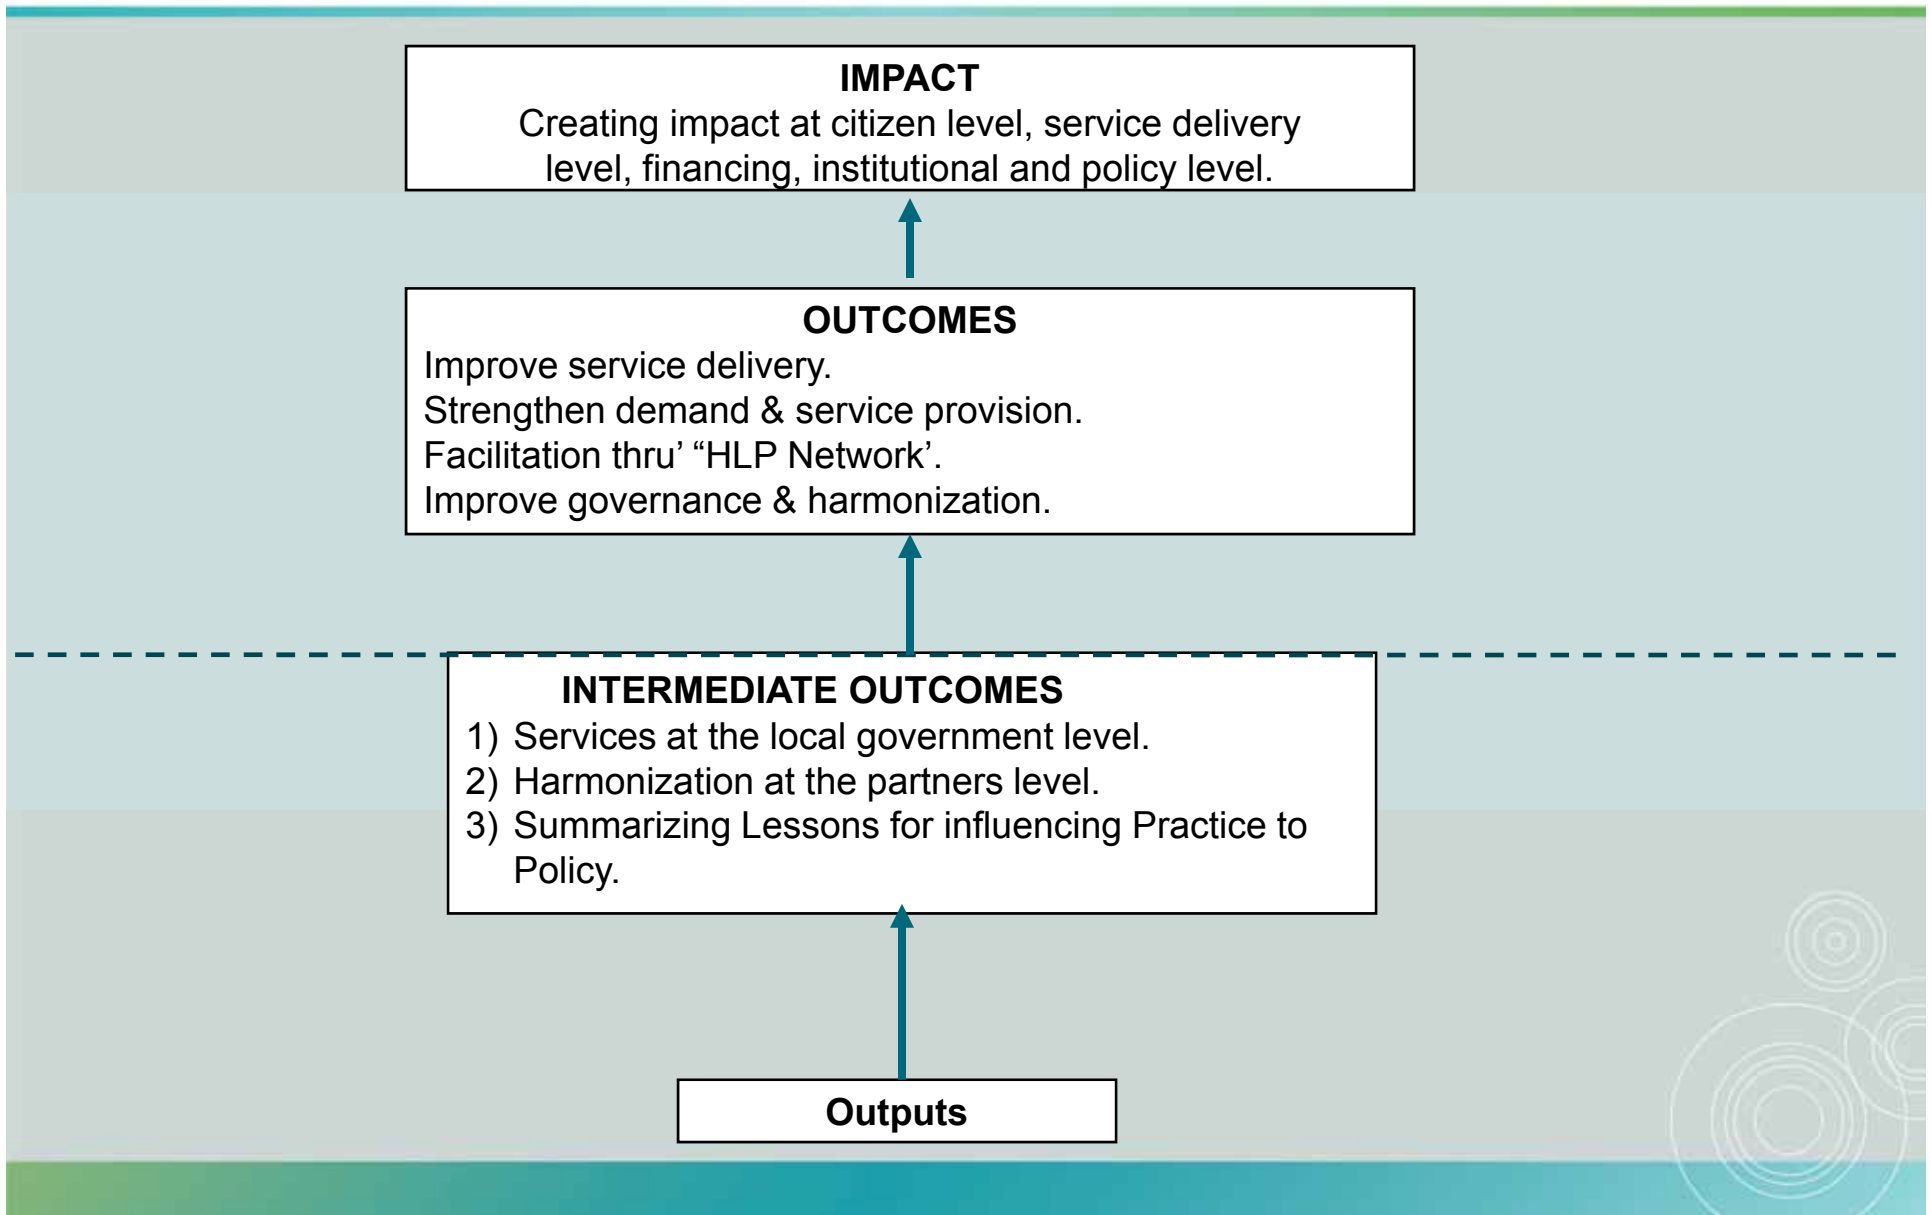 IMPACT
Creating impact at citizen level, service delivery
level, financing, institutional and policy level.
OUTCOMES
Improve service delivery.
Strengthen demand & service provision.
Facilitation thru’ “HLP Network’.
Improve governance & harmonization.
INTERMEDIATE OUTCOMES
1) Services at the local government level.
2) Harmonization at the partners level.
3) Summarizing Lessons for influencing Practice to
Policy.
Outputs